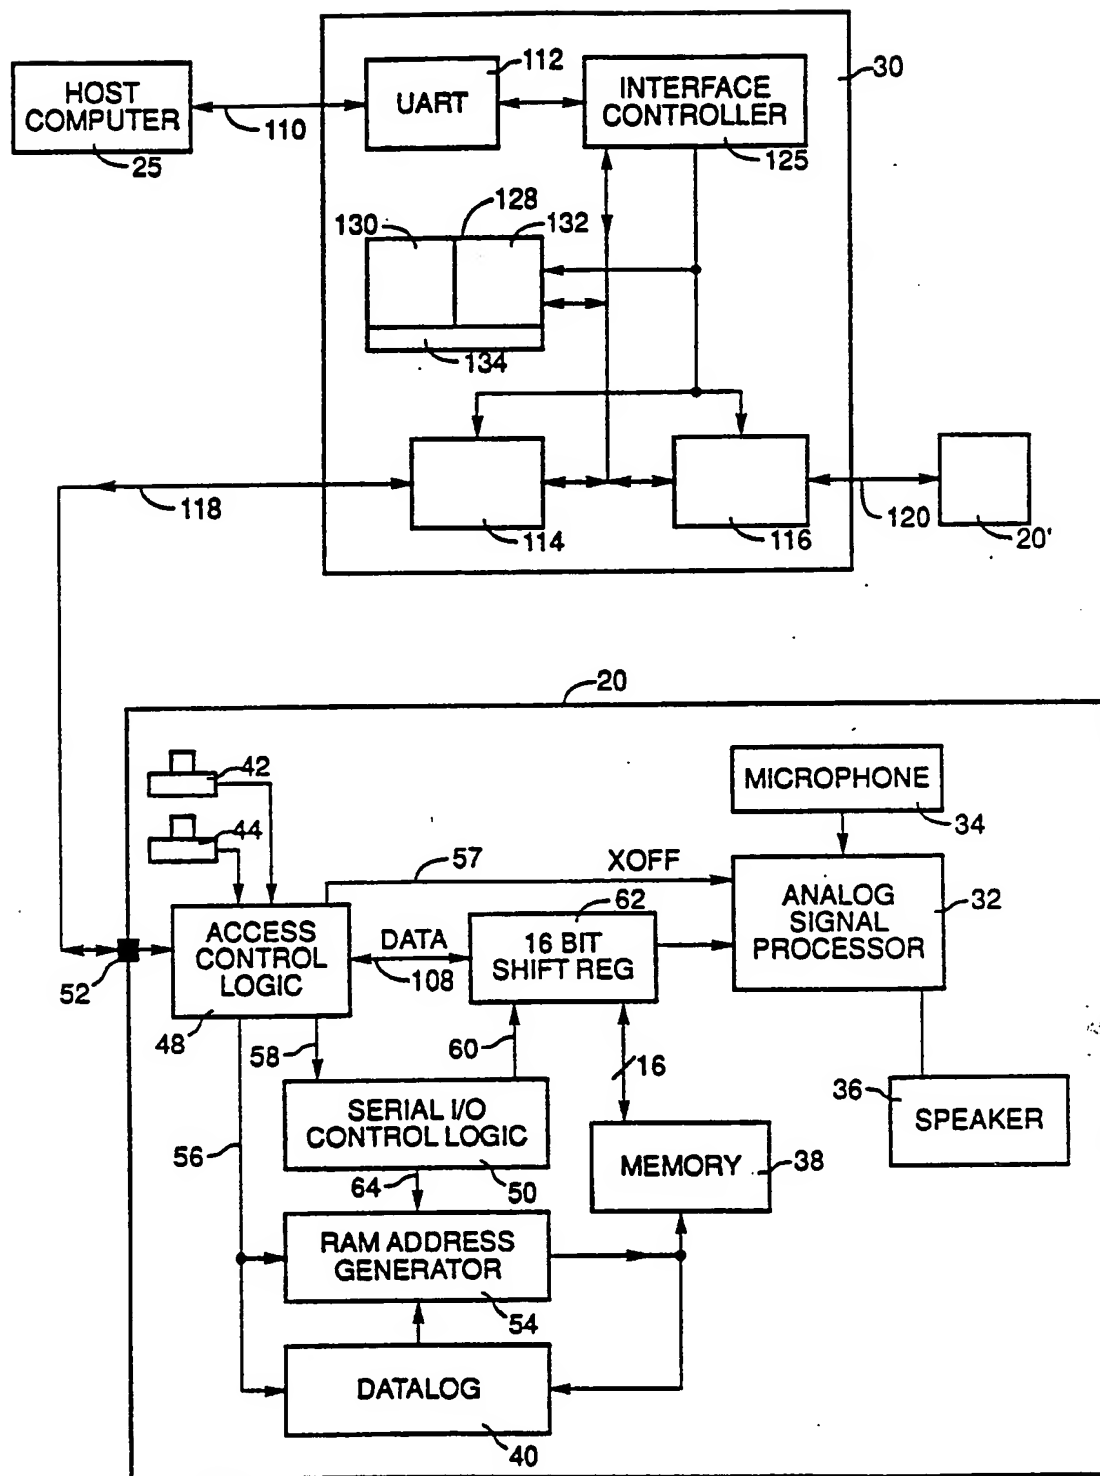 HOST
COMPUTER
25
110
UART
112
INTERFACE
CONTROLLER
125
30
128
130
132
134
118
114
116
120
20'
20
42
44
MICROPHONE
34
57
XOFF
62
ACCESS
CONTROL
LOGIC
DATA
108
16 BIT
SHIFT REG
ANALOG
SIGNAL
PROCESSOR
32
52
48
58
60
16
SERIAL I/O
CONTROL LOGIC
36
SPEAKER
56
64
50
MEMORY
38
RAM ADDRESS
GENERATOR
54
DATALOG
40